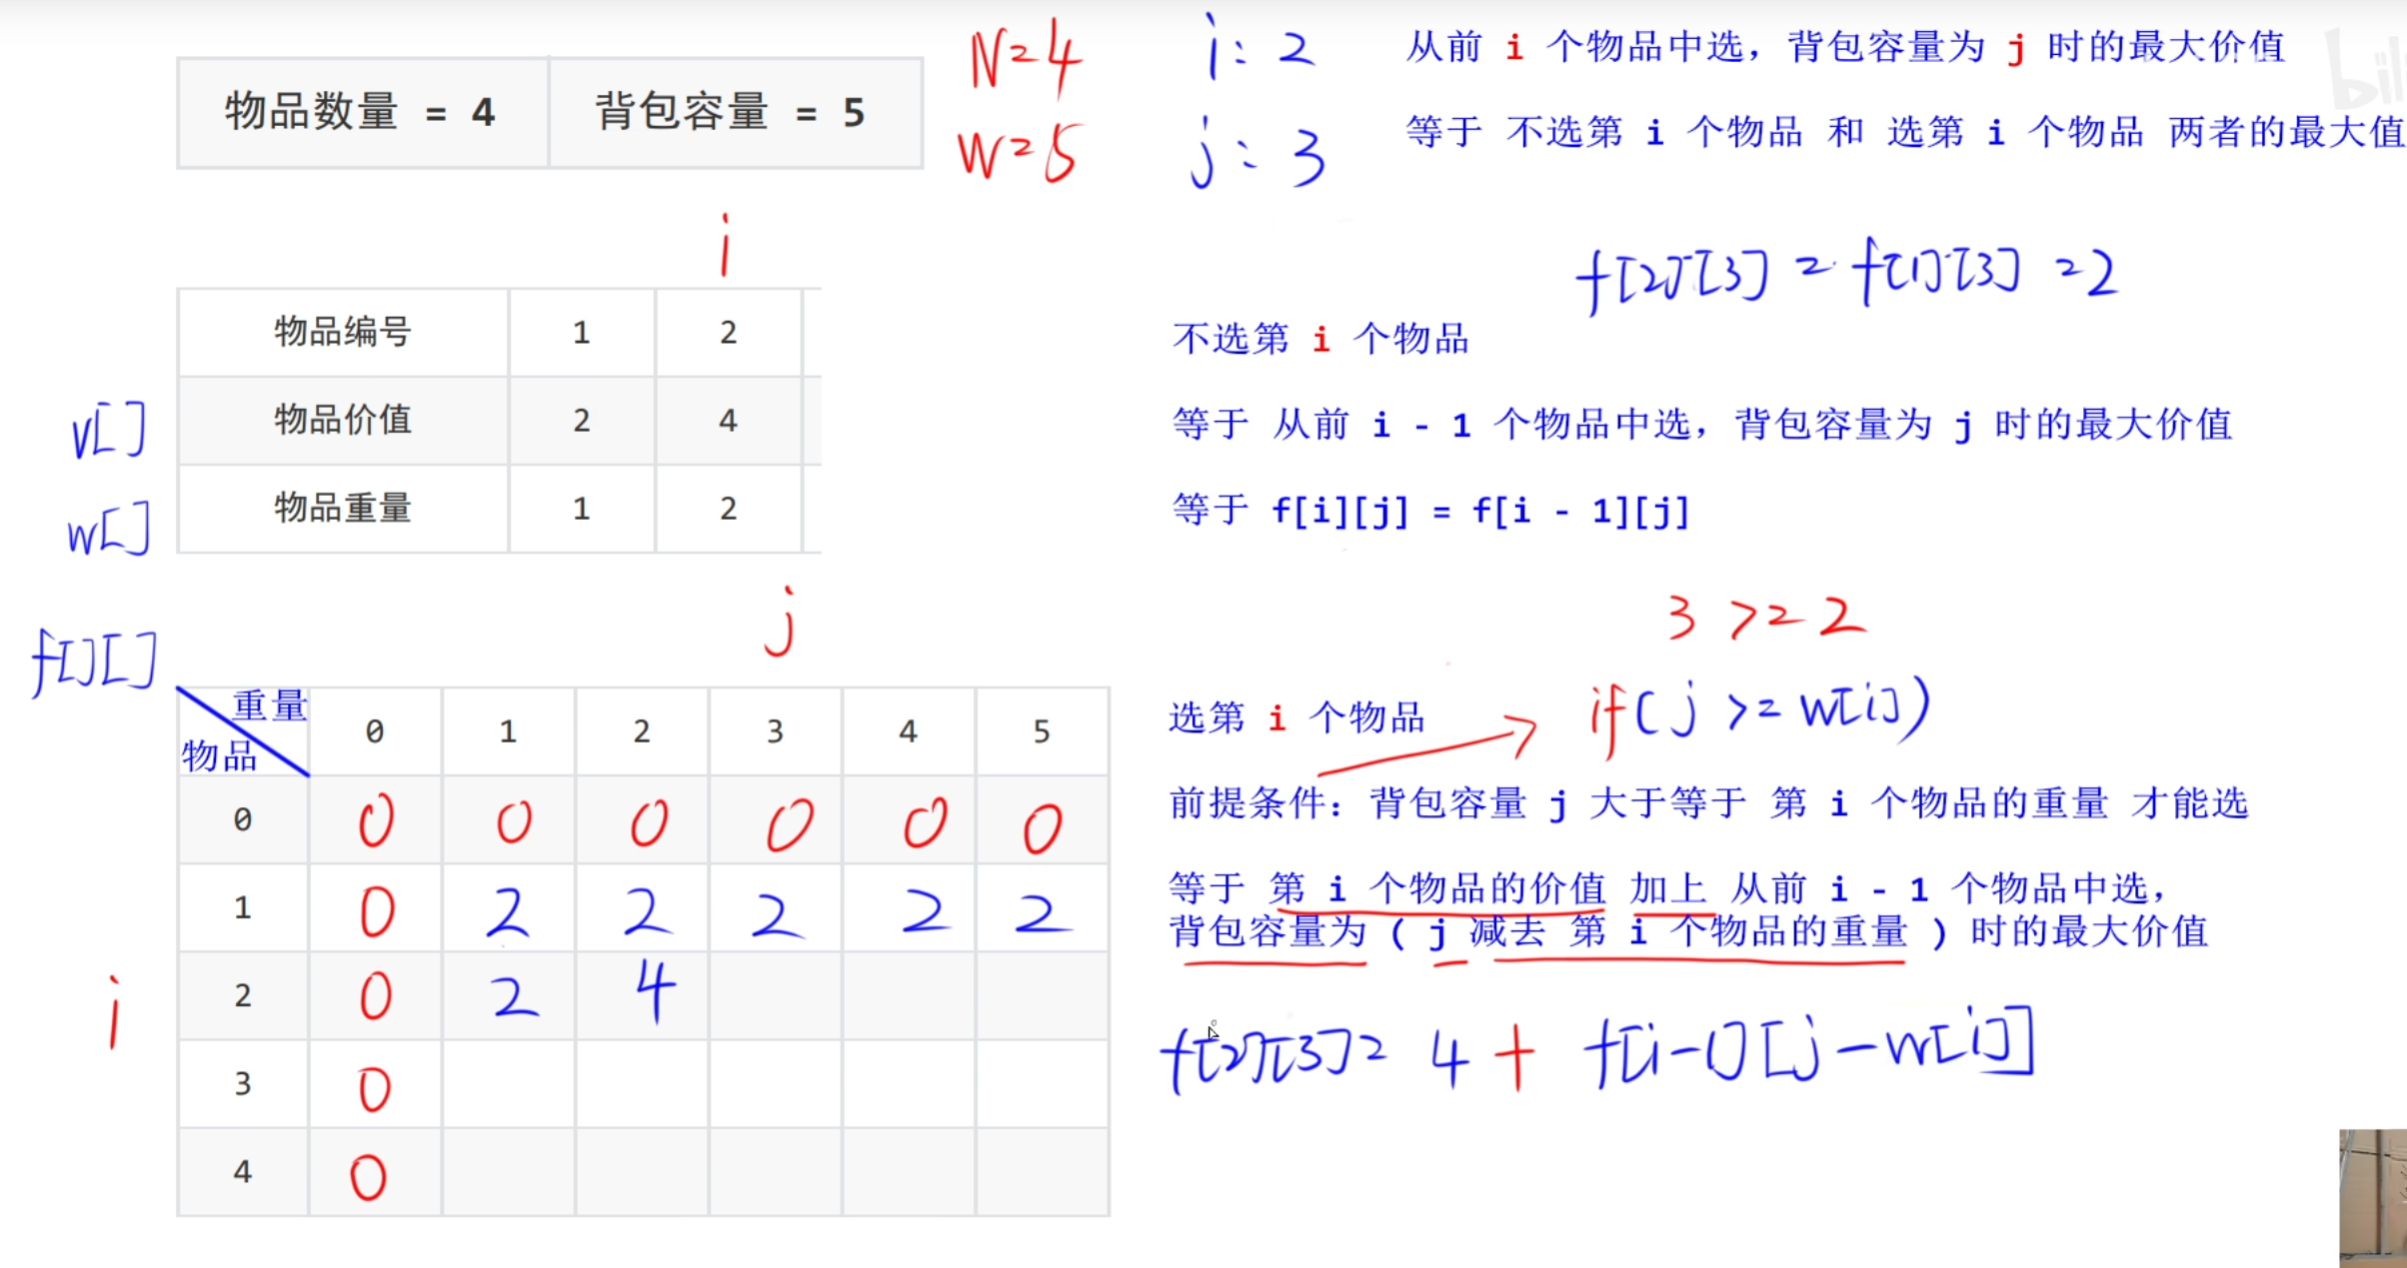 物品数量 = 4 背包容量 = 5
N=4
W=5
i: 2
j: 3
从前 i 个物品中选，背包容量为 j 时的最大价值
等于 不选第 i 个物品 和 选第 i 个物品 两者的最大值
bili
i
物品编号 1 2
v[] 物品价值 2 4
w[] 物品重量 1 2
f[2][3] = f[1][3] = 2
不选第 i 个物品
等于 从前 i - 1 个物品中选，背包容量为 j 时的最大价值
等于 f[i][j] = f[i - 1][j]
j
f[][]
重量 0 1 2 3 4 5
物品
0 0 0 0 0 0 0
1 0 2 2 2 2 2
i 2 0 2 4
3 0
4 0
3 >= 2
选第 i 个物品 if( j >= w[i])
前提条件：背包容量 j 大于等于 第 i 个物品的重量 才能选
等于 第 i 个物品的价值 加上 从前 i - 1 个物品中选，
背包容量为 ( j 减去 第 i 个物品的重量 ) 时的最大价值
f[2][3]= 4 + f[i-1][j-w[i]]